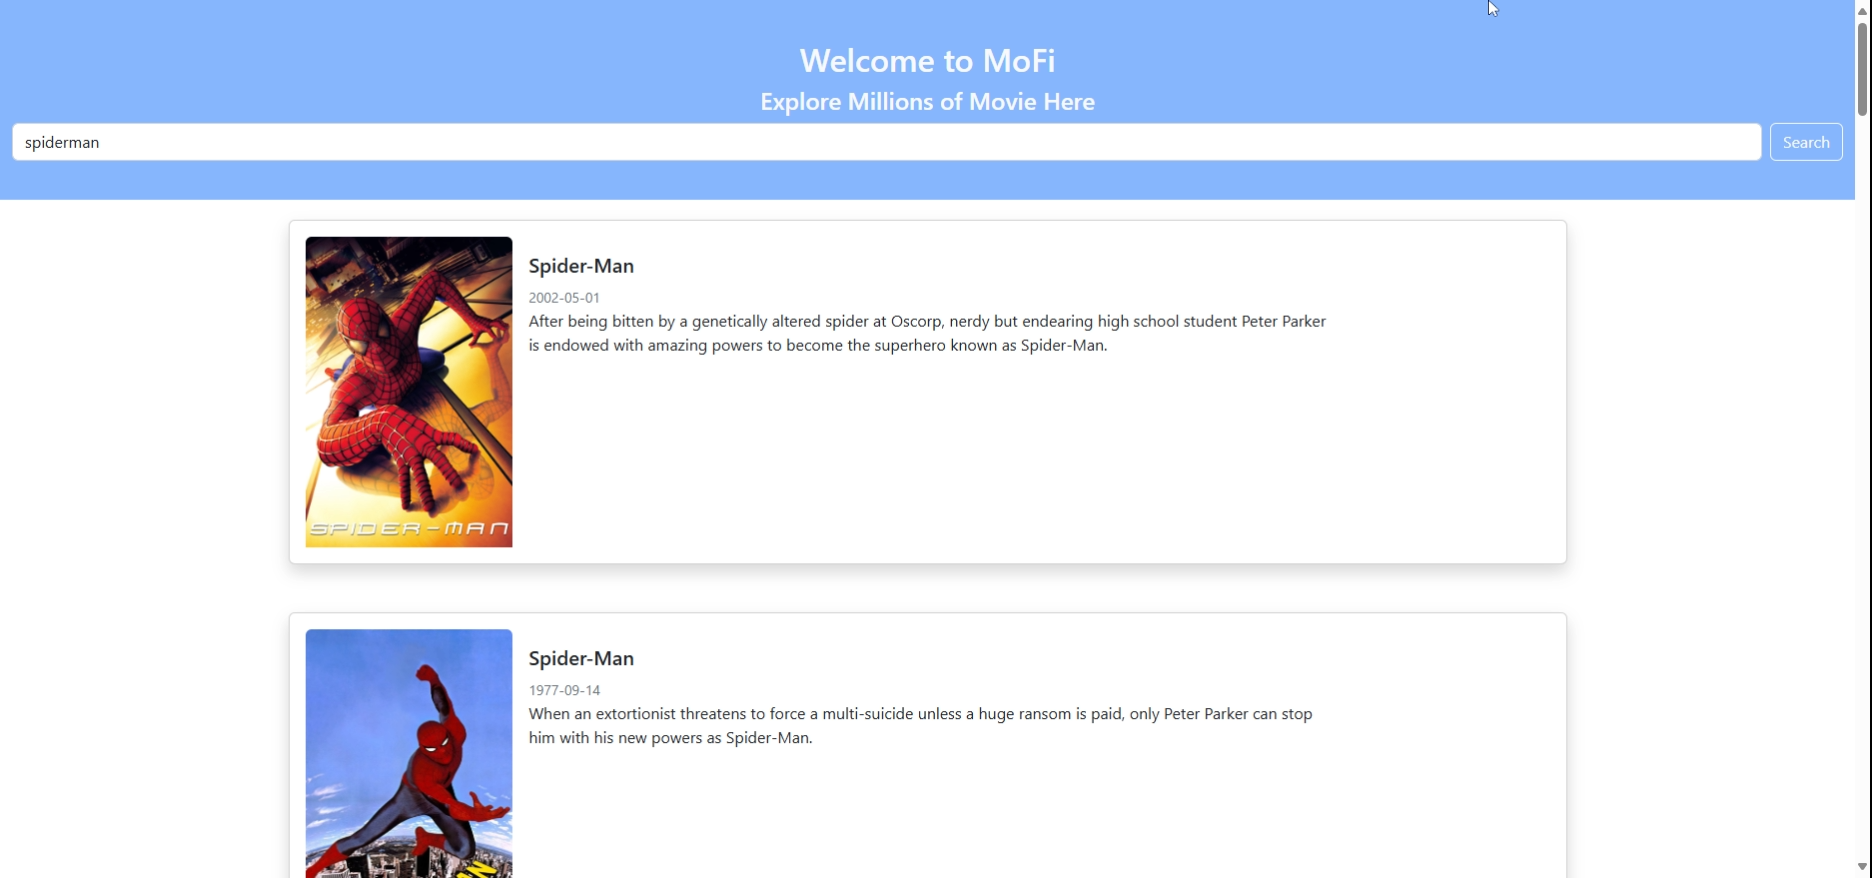 Welcome to MoFi
Explore Millions of Movie Here
spiderman
Search
Spider-Man
2002-05-01
After being bitten by a genetically altered spider at Oscorp, nerdy but endearing high school student Peter Parker
is endowed with amazing powers to become the superhero known as Spider-Man.
SPIDER-MAN
Spider-Man
1977-09-14
When an extortionist threatens to force a multi-suicide unless a huge ransom is paid, only Peter Parker can stop
him with his new powers as Spider-Man.